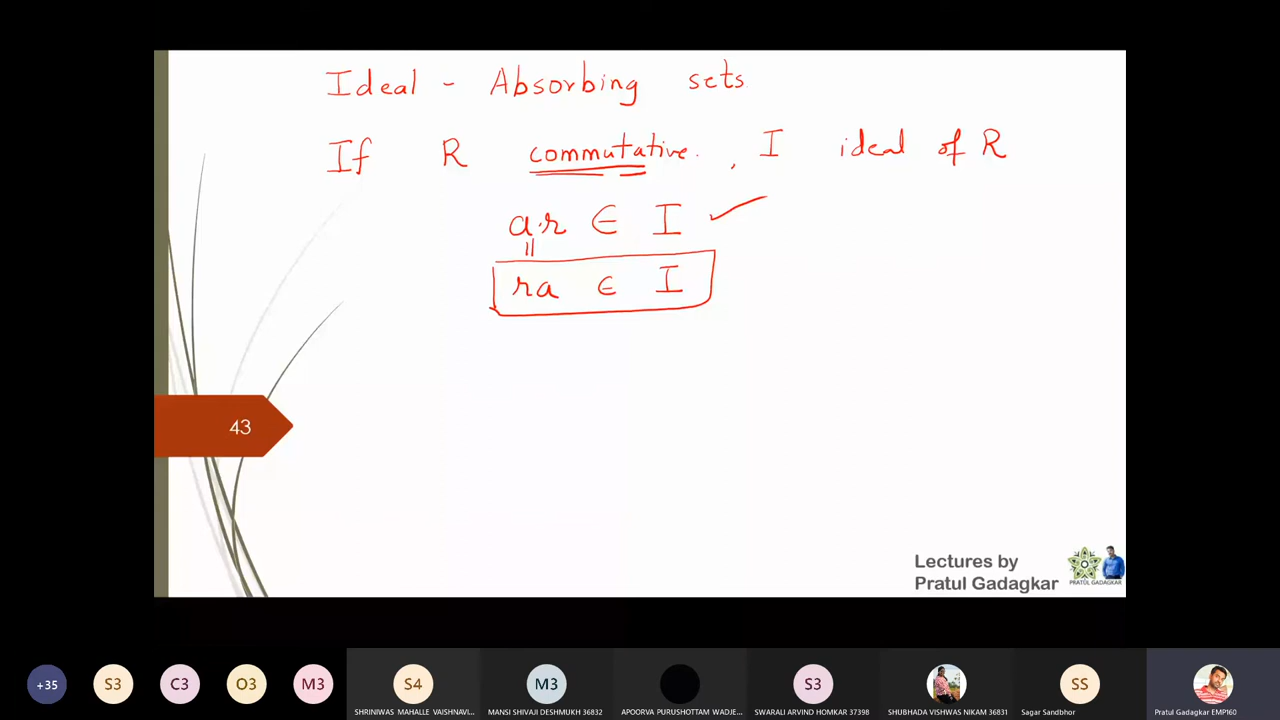 Ideal - Absorbing sets
If R commutative. , I ideal of R
a·r ∈ I ✓
||
ra ∈ I
43
Lectures by
Pratul Gadagkar
PRATUL GADAGKAR
+35 S3 C3 O3 M3 S4 M3 S3 SS
SHRINIWAS MAHALLE VAISHNAVI... MANSI SHIVAJI DESHMUKH 36832 APOORVA PURUSHOTTAM WADJE... SWARALI ARVIND HOMKAR 37398 SHUBHADA VISHWAS NIKAM 36831 Sagar Sandbhor Pratul Gadagkar EMP160